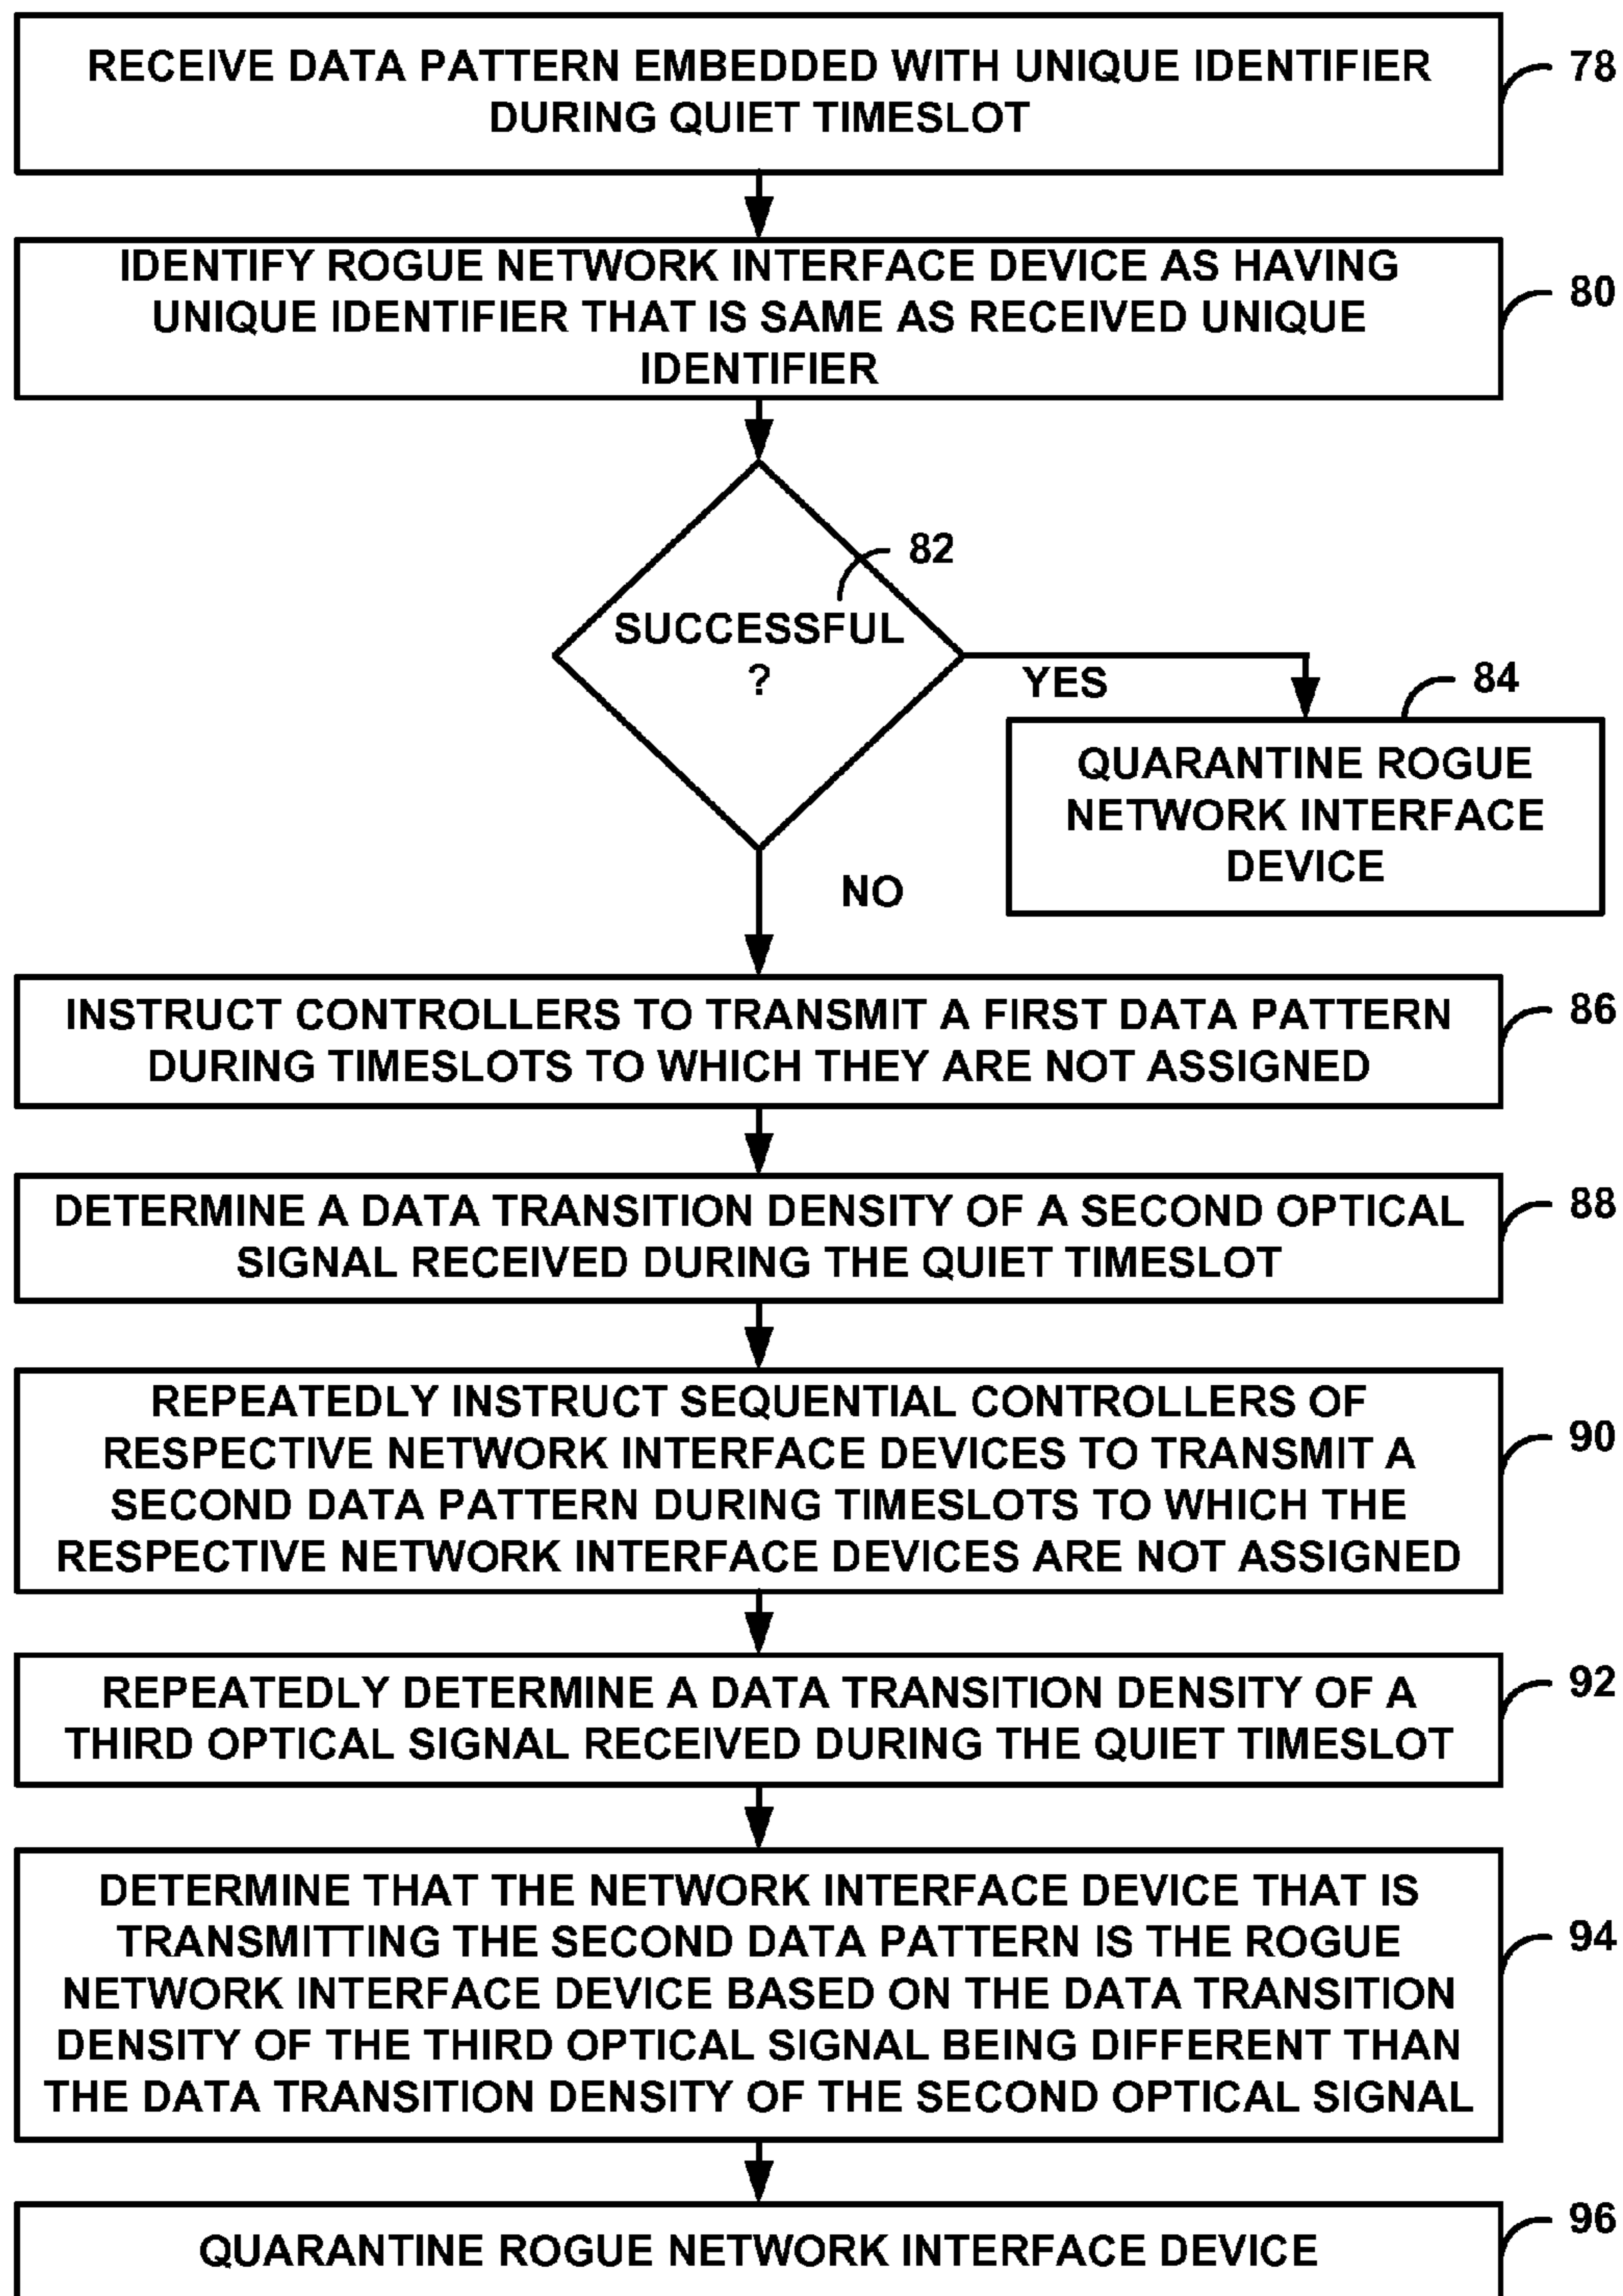 RECEIVE DATA PATTERN EMBEDDED WITH UNIQUE IDENTIFIER
DURING QUIET TIMESLOT
78
IDENTIFY ROGUE NETWORK INTERFACE DEVICE AS HAVING
UNIQUE IDENTIFIER THAT IS SAME AS RECEIVED UNIQUE
IDENTIFIER
80
82
SUCCESSFUL
?
YES
84
QUARANTINE ROGUE
NETWORK INTERFACE
DEVICE
NO
INSTRUCT CONTROLLERS TO TRANSMIT A FIRST DATA PATTERN
DURING TIMESLOTS TO WHICH THEY ARE NOT ASSIGNED
86
DETERMINE A DATA TRANSITION DENSITY OF A SECOND OPTICAL
SIGNAL RECEIVED DURING THE QUIET TIMESLOT
88
REPEATEDLY INSTRUCT SEQUENTIAL CONTROLLERS OF
RESPECTIVE NETWORK INTERFACE DEVICES TO TRANSMIT A
SECOND DATA PATTERN DURING TIMESLOTS TO WHICH THE
RESPECTIVE NETWORK INTERFACE DEVICES ARE NOT ASSIGNED
90
REPEATEDLY DETERMINE A DATA TRANSITION DENSITY OF A
THIRD OPTICAL SIGNAL RECEIVED DURING THE QUIET TIMESLOT
92
DETERMINE THAT THE NETWORK INTERFACE DEVICE THAT IS
TRANSMITTING THE SECOND DATA PATTERN IS THE ROGUE
NETWORK INTERFACE DEVICE BASED ON THE DATA TRANSITION
DENSITY OF THE THIRD OPTICAL SIGNAL BEING DIFFERENT THAN
THE DATA TRANSITION DENSITY OF THE SECOND OPTICAL SIGNAL
94
QUARANTINE ROGUE NETWORK INTERFACE DEVICE
96